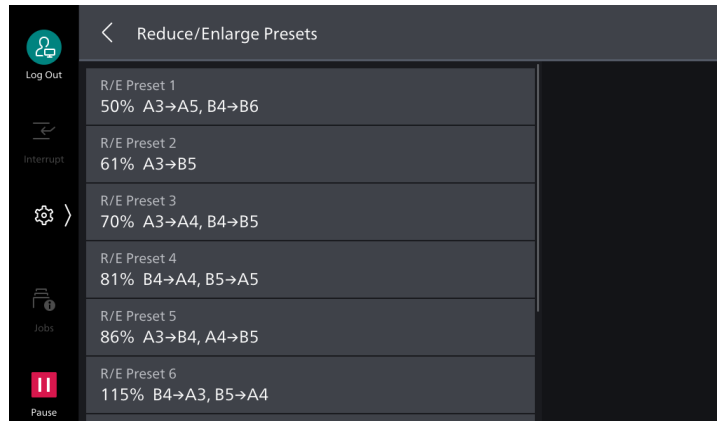 Reduce/Enlarge Presets
Log Out
Interrupt
Jobs
Pause
R/E Preset 1
50% A3→A5, B4→B6
R/E Preset 2
61% A3→B5
R/E Preset 3
70% A3→A4, B4→B5
R/E Preset 4
81% B4→A4, B5→A5
R/E Preset 5
86% A3→B4, A4→B5
R/E Preset 6
115% B4→A3, B5→A4